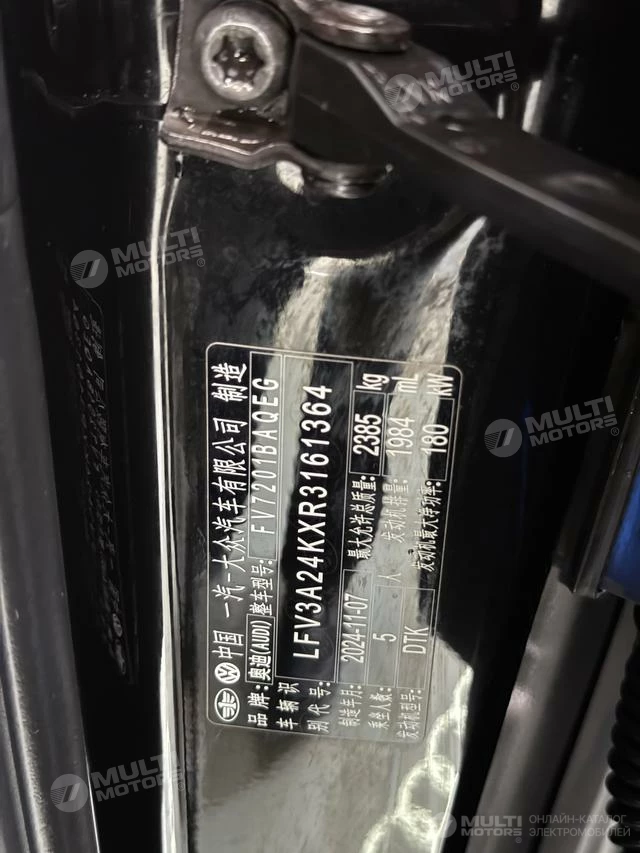 中国 一汽-大众汽车有限公司 制造
品牌: 奥迪(AUDI) 整车型号: FV7201BAQEG
车辆识别代号: LFV3A24KXR3161364
制造年月: 2024-11-07 最大允许总质量: 2385 kg
乘坐人数: 5 人 发动机排量: 1984 mL
发动机型号: DTK 发动机最大净功率: 180 kW
MULTI MOTORS®
MULTI MOTORS®
MULTI MOTORS®
MULTI MOTORS®
MULTI MOTORS® ОНЛАЙН-КАТАЛОГ
ЭЛЕКТРОМОБИЛЕЙ